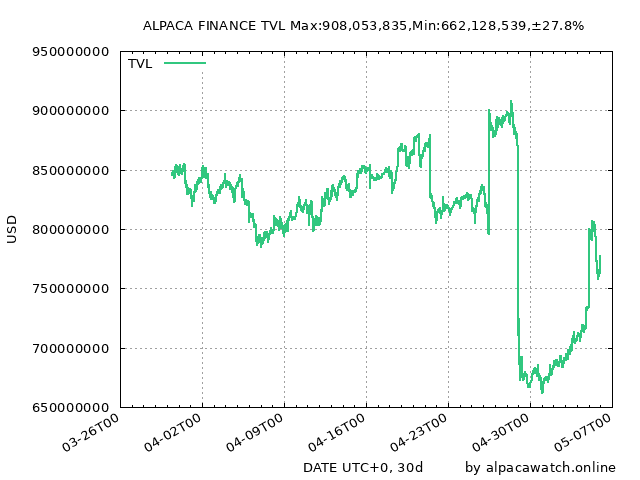 ALPACA FINANCE TVL Max:908,053,835,Min:662,128,539,±27.8%
TVL
950000000
900000000
850000000
800000000
750000000
700000000
650000000
USD
03-26T00 04-02T00 04-09T00 04-16T00 04-23T00 04-30T00 05-07T00
DATE UTC+0, 30d by alpacawatch.online